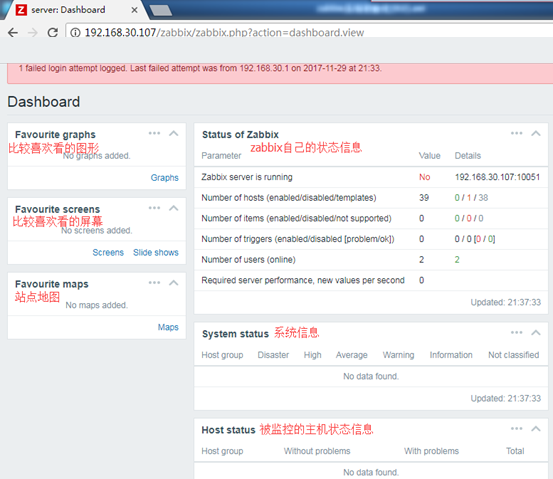 server: Dashboard
192.168.30.107/zabbix/zabbix.php?action=dashboard.view
1 failed login attempt logged. Last failed attempt was from 192.168.30.1 on 2017-11-29 at 21:33.
Dashboard
Favourite graphs
比较喜欢看的图形
No graphs added.
Graphs
Favourite screens
比较喜欢看的屏幕
No screens added.
Screens Slide shows
Favourite maps
站点地图
No maps added.
Maps
Status of Zabbix
zabbix自己的状态信息
Parameter Value Details
Zabbix server is running No 192.168.30.107:10051
Number of hosts (enabled/disabled/templates) 39 0 / 1 / 38
Number of items (enabled/disabled/not supported) 0 0 / 0 / 0
Number of triggers (enabled/disabled [problem/ok]) 0 0 / 0 [0 / 0]
Number of users (online) 2 2
Required server performance, new values per second 0
Updated: 21:37:33
System status 系统信息
Host group Disaster High Average Warning Information Not classified
No data found.
Updated: 21:37:33
Host status 被监控的主机状态信息
Host group Without problems With problems Total
No data found.